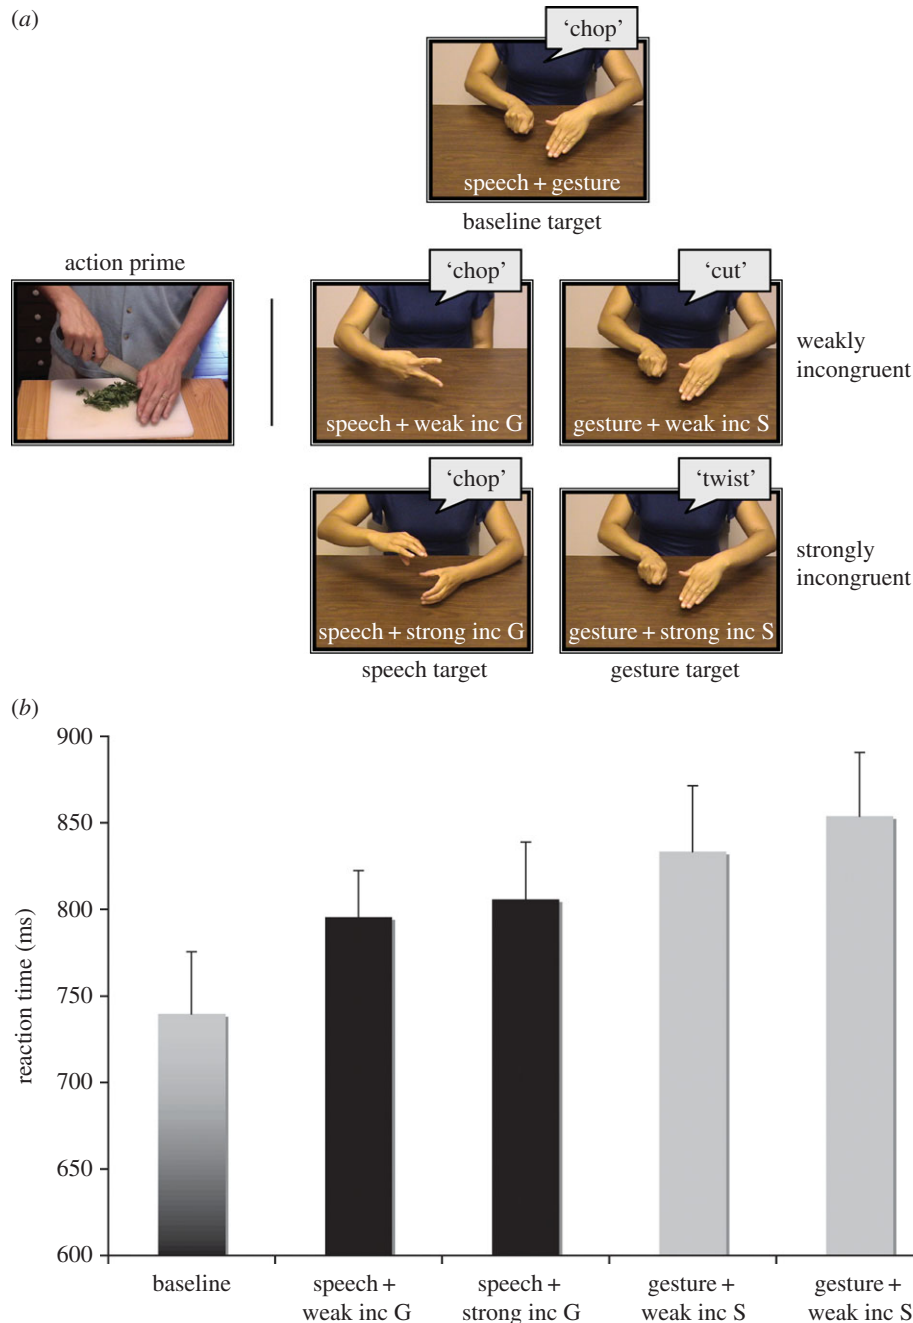 (a)
‘chop’
speech + gesture
baseline target
action prime
‘chop’
‘cut’
speech + weak inc G
gesture + weak inc S
weakly
incongruent
‘chop’
‘twist’
speech + strong inc G
gesture + strong inc S
strongly
incongruent
speech target
gesture target
(b)
900
850
800
750
700
650
600
reaction time (ms)
baseline
speech +
weak inc G
speech +
strong inc G
gesture +
weak inc S
gesture +
weak inc S